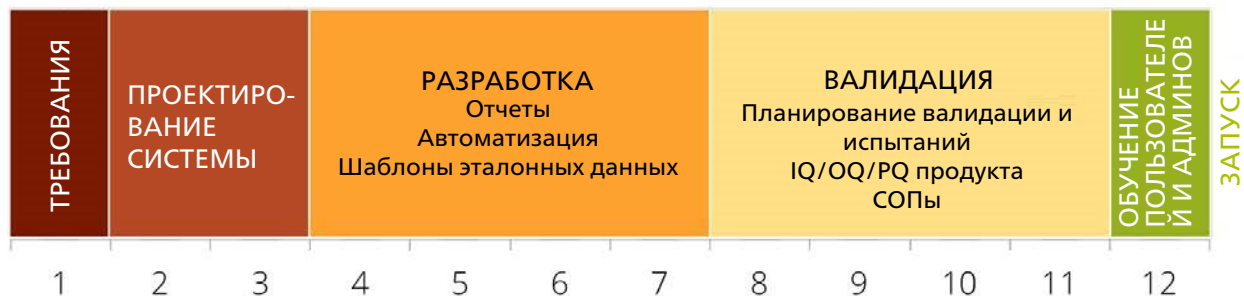 ТРЕБОВАНИЯ
ПРОЕКТИРО-
ВАНИЕ
СИСТЕМЫ
РАЗРАБОТКА
Отчеты
Автоматизация
Шаблоны эталонных данных
ВАЛИДАЦИЯ
Планирование валидации и
испытаний
IQ/OQ/PQ продукта
СОПы
ОБУЧЕНИЕ
ПОЛЬЗОВАТЕЛЕ
Й И АДМИНОВ
ЗАПУСК
1 2 3 4 5 6 7 8 9 10 11 12